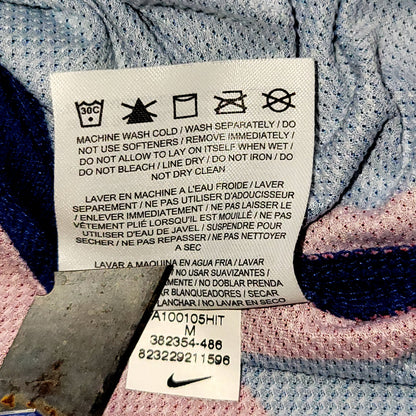 30C
MACHINE WASH COLD / WASH SEPARATELY / DO
NOT USE SOFTENERS / REMOVE IMMEDIATELY /
DO NOT ALLOW TO LAY ON ITSELF WHEN WET /
DO NOT BLEACH / LINE DRY / DO NOT IRON / DO
NOT DRY CLEAN
LAVER EN MACHINE A L'EAU FROIDE / LAVER
SEPAREMENT / NE PAS UTILISER D'ADOUCISSEUR
/ ENLEVER IMMEDIATEMENT / NE PAS LAISSER LE
VÊTEMENT PLIÉ LORSQU'IL EST MOUILLÉ / NE PAS
UTILISER D'EAU DE JAVEL / SUSPENDRE POUR
SECHER / NE PAS REPASSER / NE PAS NETTOYER
A SEC
LAVAR A MAQUINA EN AGUA FRIA / LAVAR
NO USAR SUAVIZANTES /
/ NO DOBLAR PRENDA
BLANQUEADORES / SECAR
PLANCHAR / NO LAVAR EN SECO
A100105HIT
M
382354-486
823229211596